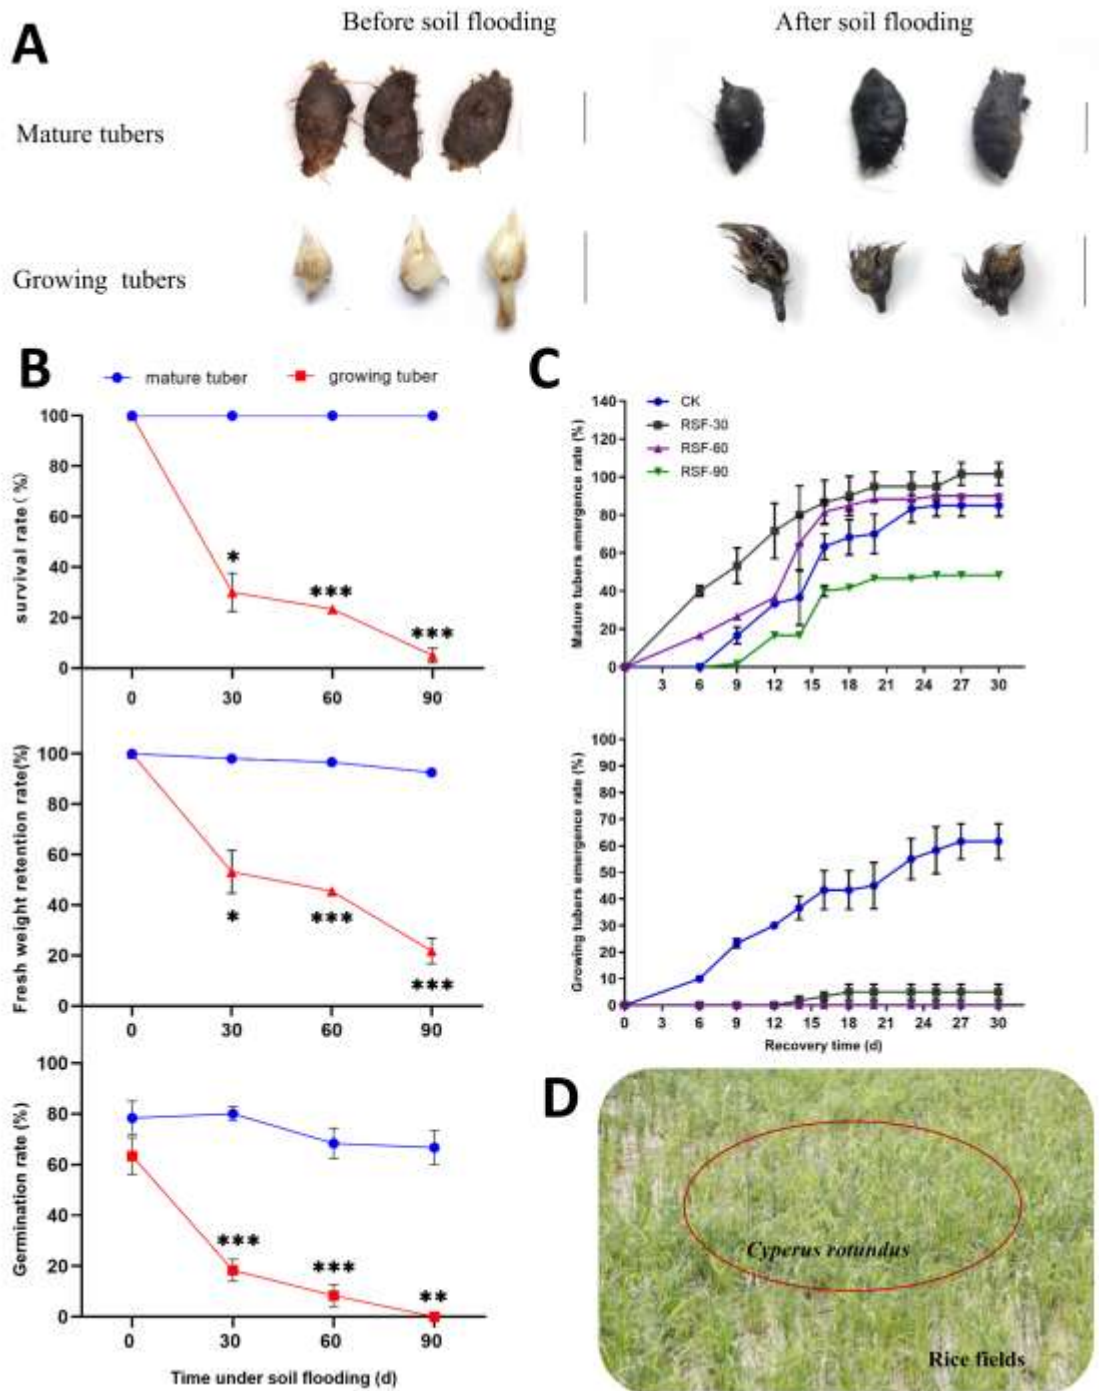 A
Before soil flooding
After soil flooding
Mature tubers
Growing tubers
B
mature tuber
growing tuber
survival rate (%)
100
80
60
40
20
0
*
***
***
0 30 60 90
Fresh weight retention rate(%)
100
80
60
40
20
0
*
***
***
0 30 60 90
Germination rate (%)
100
80
60
40
20
0
***
***
**
0 30 60 90
Time under soil flooding (d)
C
CK
RSF-30
RSF-60
RSF-90
Mature tubers emergence rate (%)
140
120
100
80
60
40
20
0
3 6 9 12 15 18 21 24 27 30
Growing tubers emergence rate (%)
100
90
80
70
60
50
40
30
20
10
0
0 3 6 9 12 15 18 21 24 27 30
Recovery time (d)
D
Cyperus rotundus
Rice fields